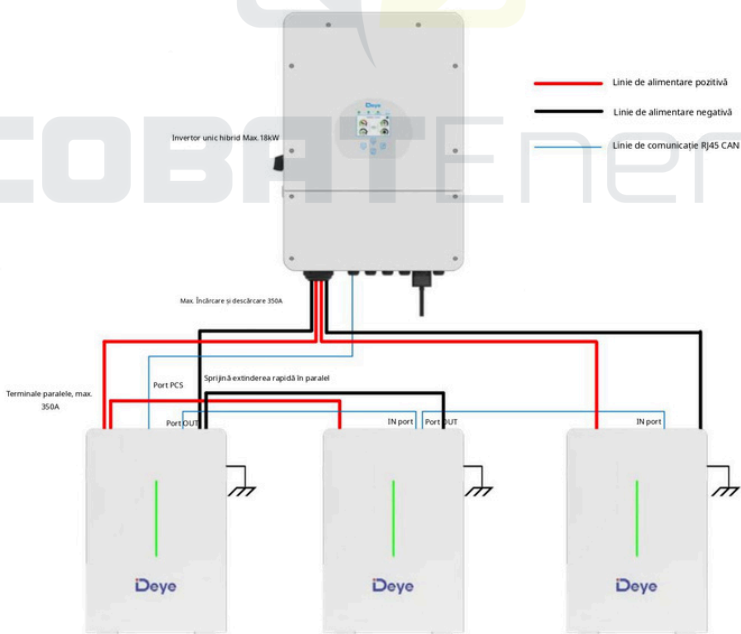 Deye
Linie de alimentare pozitivă
Linie de alimentare negativă
Linie de comunicație RJ45 CAN
Invertor unic hibrid Max.18kW
COBATEner
Max. Încărcare și descărcare 350A
Port PCS
Sprijină extinderea rapidă în paralel
Terminale paralele, max.
350A
Port OUT
IN port
Port OUT
IN port
Deye
Deye
Deye